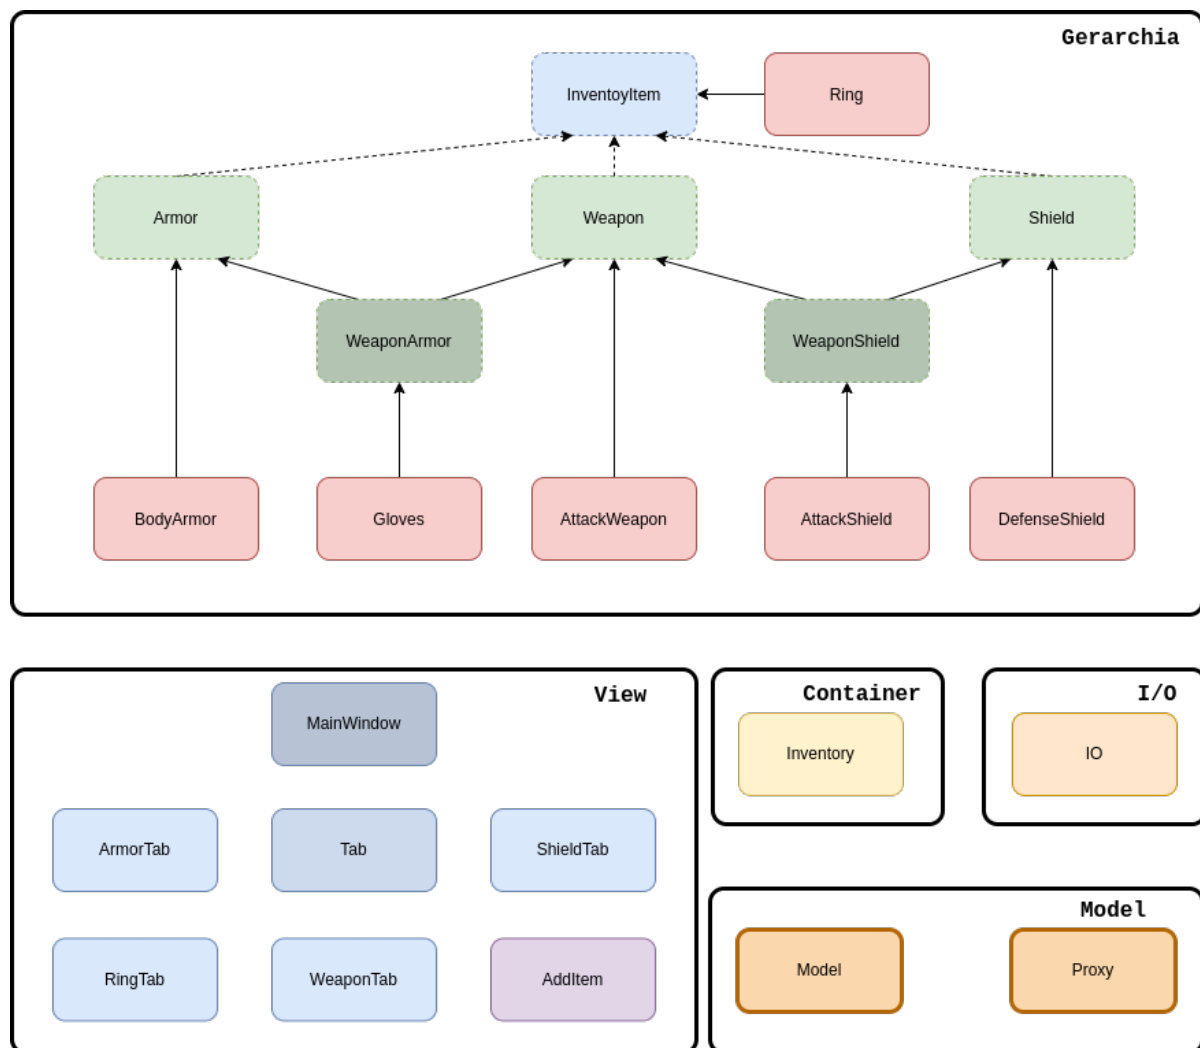 Gerarchia
InventoyItem
Ring
Armor
Weapon
Shield
WeaponArmor
WeaponShield
BodyArmor
Gloves
AttackWeapon
AttackShield
DefenseShield
View
MainWindow
ArmorTab
Tab
ShieldTab
RingTab
WeaponTab
AddItem
Container
Inventory
I/O
IO
Model
Model
Proxy